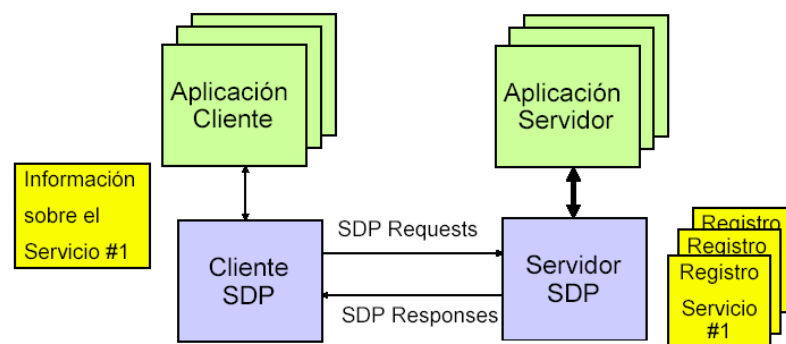 Aplicación
Cliente
Aplicación
Servidor
Información
sobre el
Servicio #1
Cliente
SDP
SDP Requests
SDP Responses
Servidor
SDP
Registro
Registro
Registro
Servicio
#1